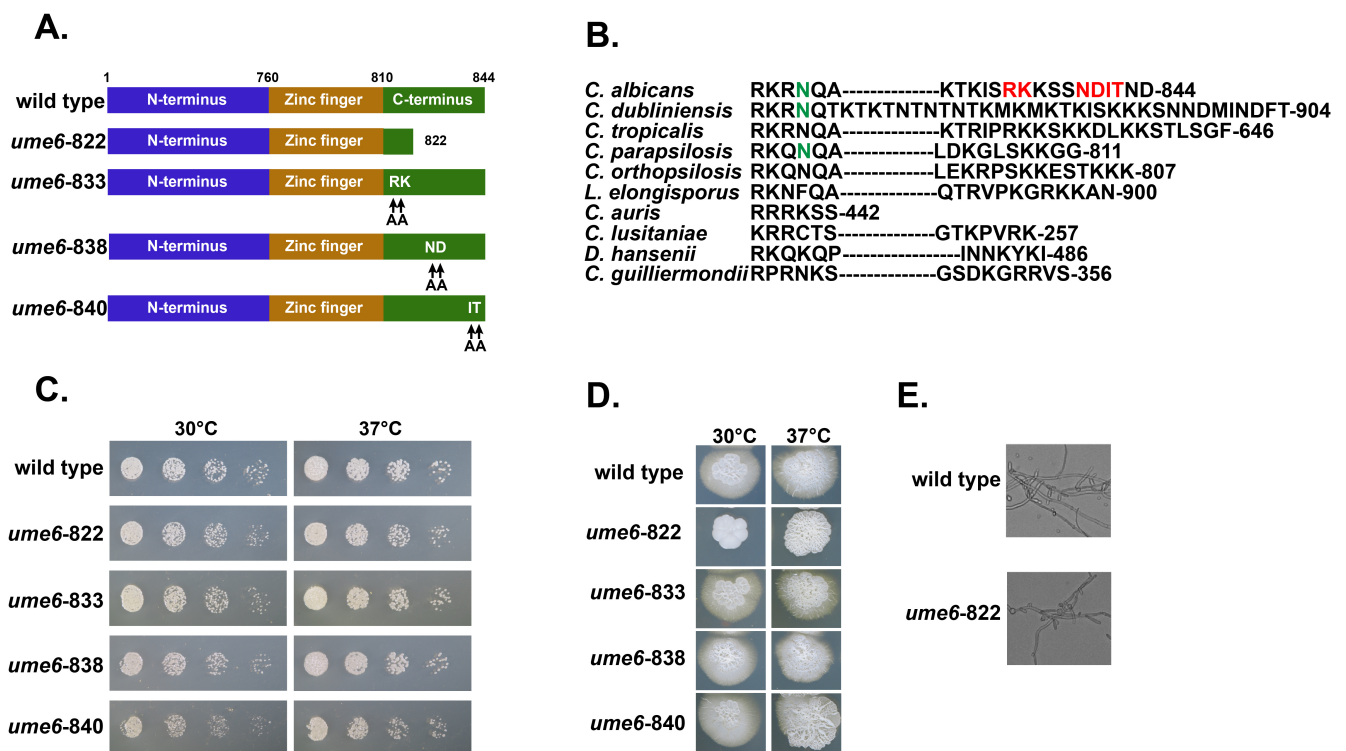 A.
1 760 810 844
wild type N-terminus Zinc finger C-terminus
ume6-822 N-terminus Zinc finger 822
ume6-833 N-terminus Zinc finger RK
AA
ume6-838 N-terminus Zinc finger ND
AA
ume6-840 N-terminus Zinc finger IT
AA
B.
C. albicans RKRNQA--------------KTKISRKKSSNDITND-844
C. dubliniensis RKRNQTKTKTNTNTNTKMKMKTKISKKKSNNDMINDFT-904
C. tropicalis RKRNQA--------------KTRIPRKKSKKDLKKSTLSGF-646
C. parapsilosis RKQNQA-------------LDKGLSKKGG-811
C. orthopsilosis RKQNQA-------------LEKRPSKKESTKKK-807
L. elongisporus RKNFQA--------------QTRVPKGRKKAN-900
C. auris RRRKSS-442
C. lusitaniae KRRCTS--------------GTKPVRK-257
D. hansenii RKQKQP-----------------INNKYKI-486
C. guilliermondii RPRNKS--------------GSDKGRRVS-356
C.
30°C 37°C
wild type
ume6-822
ume6-833
ume6-838
ume6-840
D.
30°C 37°C
wild type
ume6-822
ume6-833
ume6-838
ume6-840
E.
wild type
ume6-822